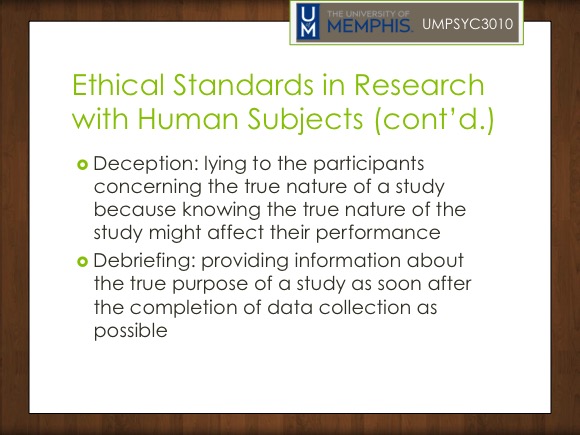 UM
THE UNIVERSITY OF
MEMPHIS.
UMPSYC3010
Ethical Standards in Research
with Human Subjects (cont’d.)
Deception: lying to the participants
concerning the true nature of a study
because knowing the true nature of the
study might affect their performance
Debriefing: providing information about
the true purpose of a study as soon after
the completion of data collection as
possible